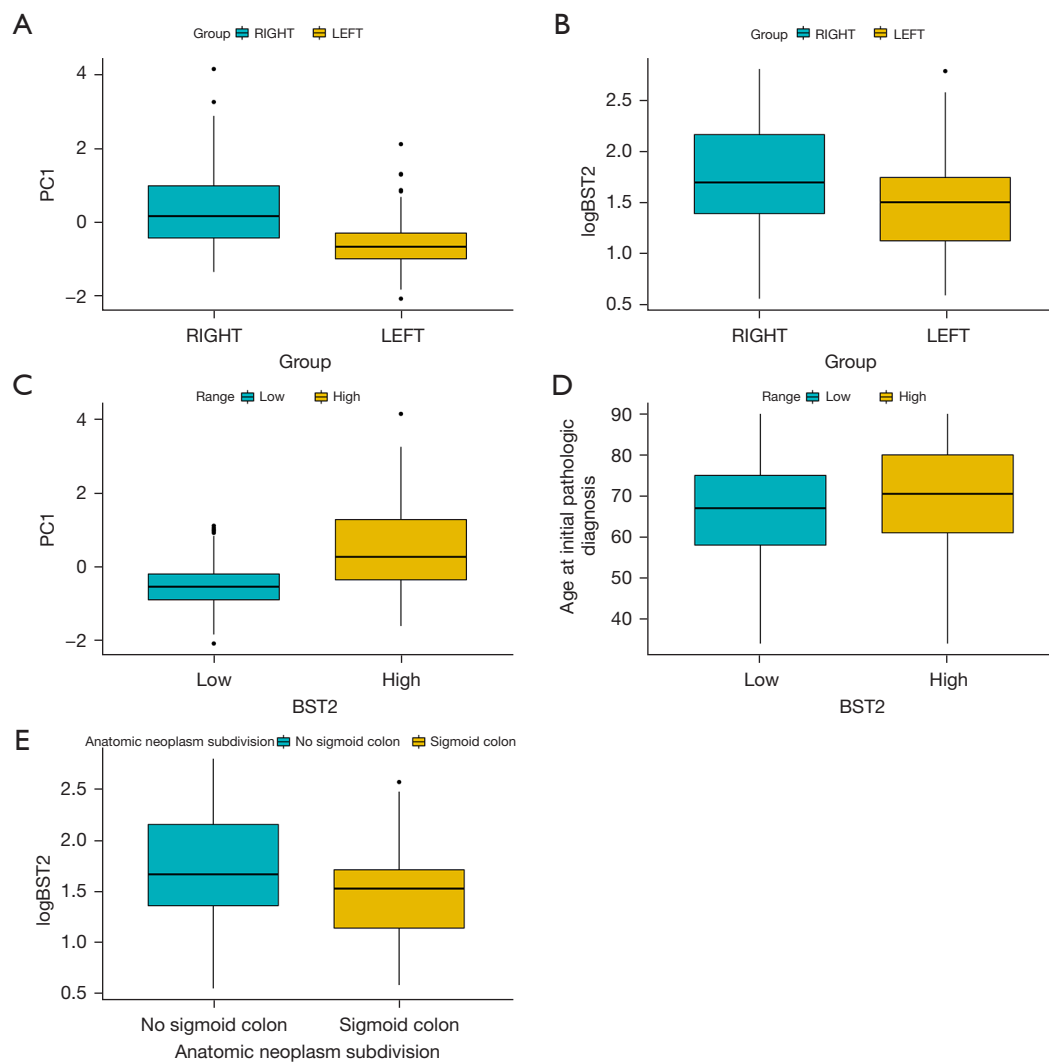 A
Group RIGHT LEFT
PC1
4
2
0
−2
RIGHT LEFT
Group
B
Group RIGHT LEFT
logBST2
2.5
2.0
1.5
1.0
0.5
RIGHT LEFT
Group
C
Range Low High
PC1
4
2
0
−2
Low High
BST2
D
Range Low High
Age at initial pathologic
diagnosis
90
80
70
60
50
40
Low High
BST2
E
Anatomic neoplasm subdivision No sigmoid colon Sigmoid colon
logBST2
2.5
2.0
1.5
1.0
0.5
No sigmoid colon Sigmoid colon
Anatomic neoplasm subdivision